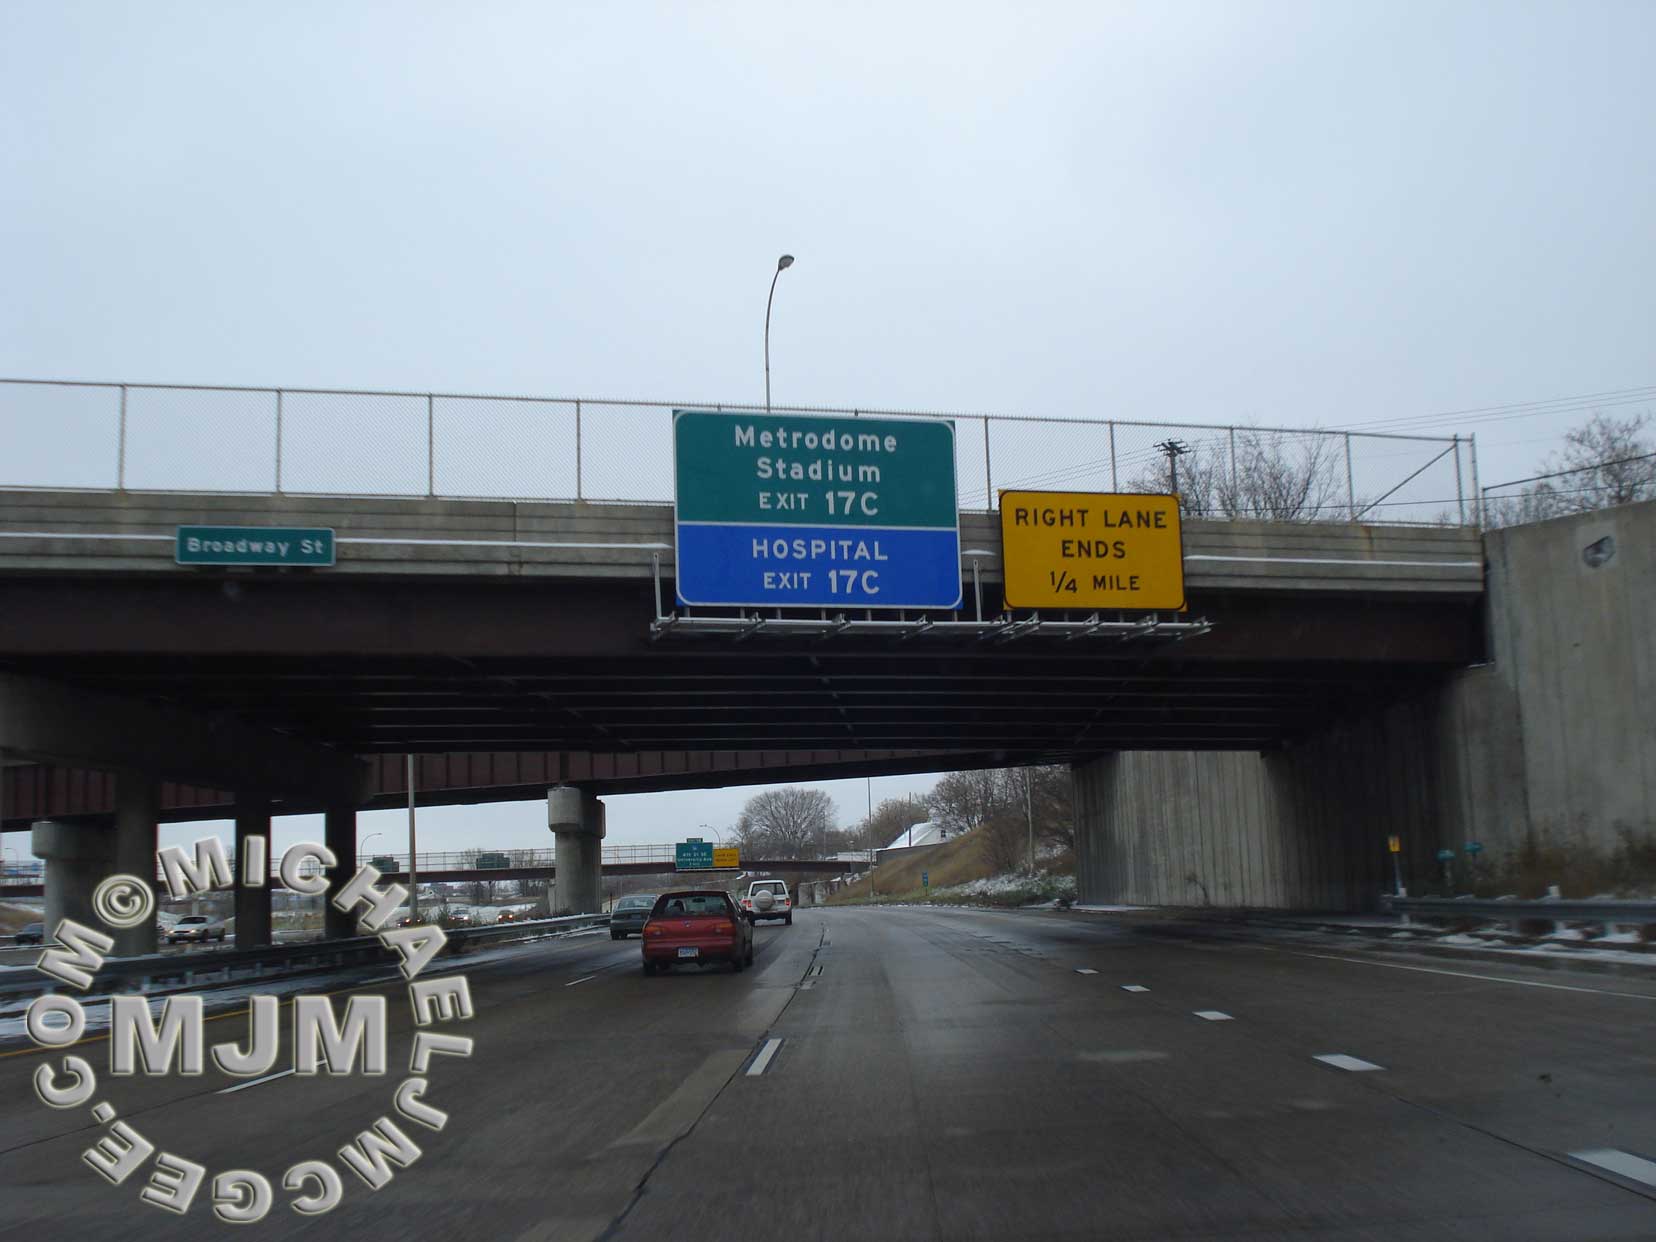 Metrodome
Stadium
EXIT 17C
HOSPITAL
EXIT 17C
RIGHT LANE
ENDS
1/4 MILE
Broadway St
© MICHAELJMCGEE.COM
MJM